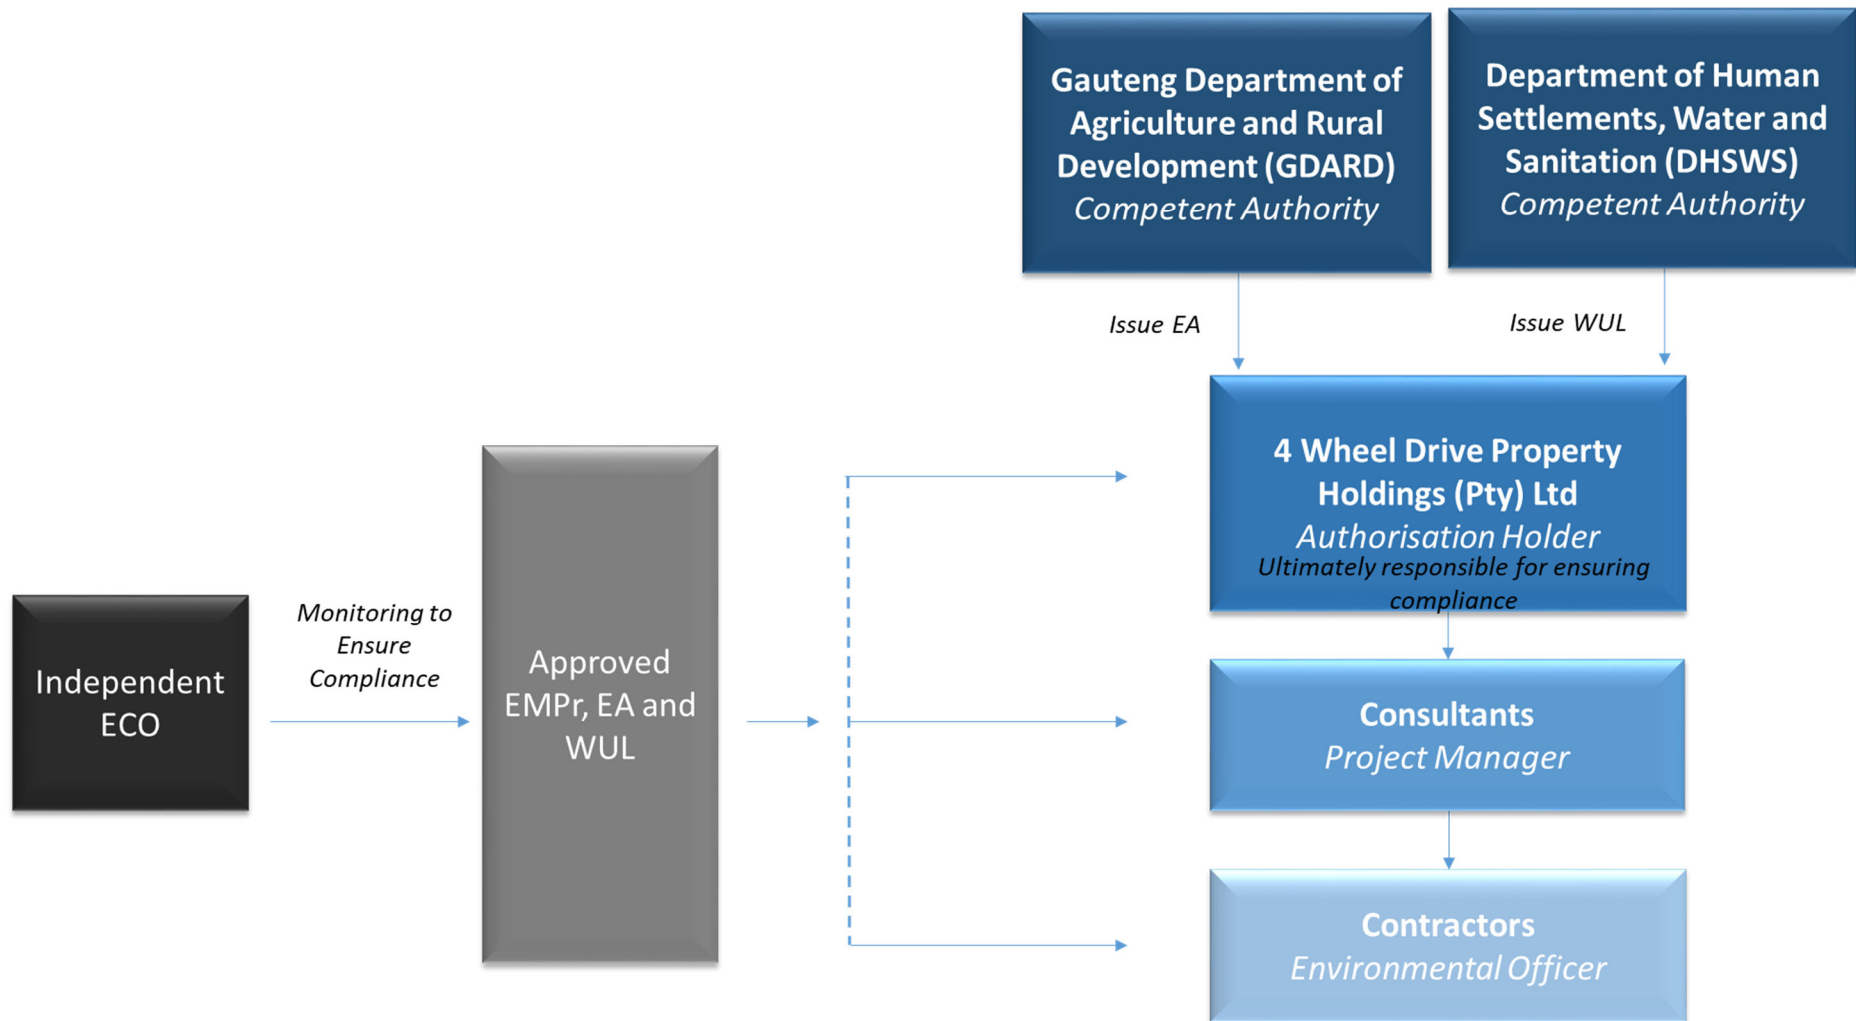 Gauteng Department of
Agriculture and Rural
Development (GDARD)
Competent Authority
Department of Human
Settlements, Water and
Sanitation (DHSWS)
Competent Authority
Issue EA
Issue WUL
4 Wheel Drive Property
Holdings (Pty) Ltd
Authorisation Holder
Ultimately responsible for ensuring
compliance
Independent
ECO
Monitoring to
Ensure
Compliance
Approved
EMPr, EA and
WUL
Consultants
Project Manager
Contractors
Environmental Officer